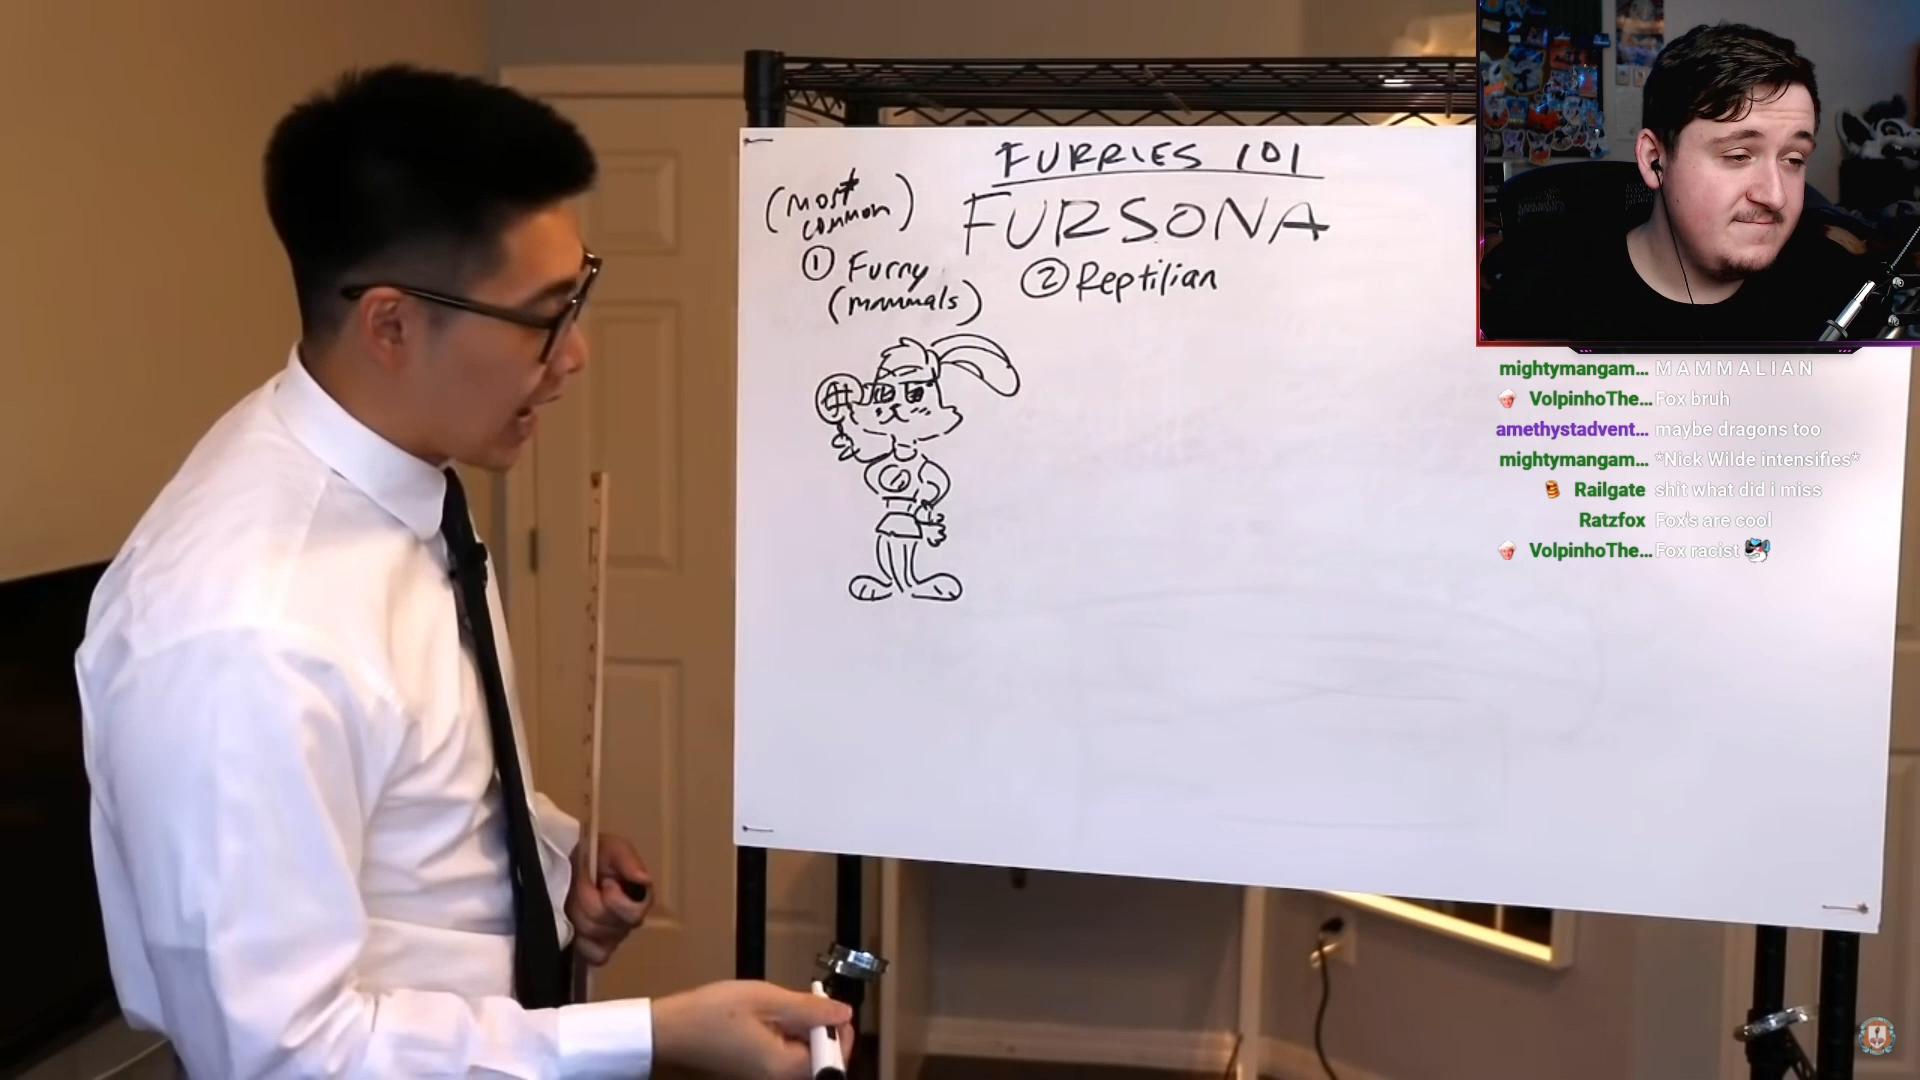 FURRIES 101
(most
common)
FURSONA
① Furry
(mammals)
② Reptilian
mightymangam... M A M M A L I A N
VolpinhoThe... Fox bruh
amethystadvent... maybe dragons too
mightymangam... *Nick Wilde intensifies*
Railgate shit what did i miss
Ratzfox Fox's are cool
VolpinhoThe... Fox racist